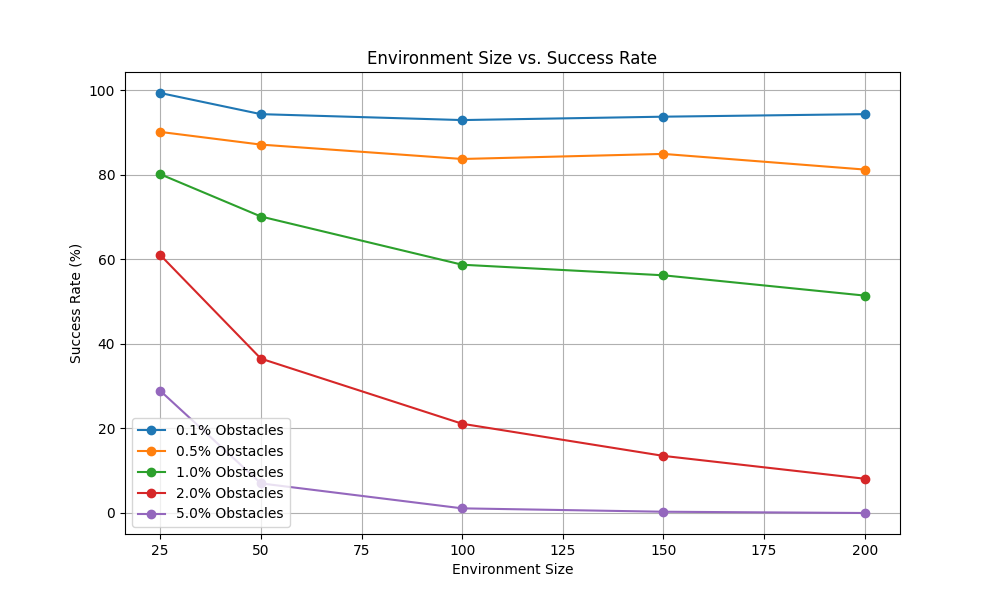 Environment Size vs. Success Rate
Success Rate (%)
100
80
60
40
20
0
0.1% Obstacles
0.5% Obstacles
1.0% Obstacles
2.0% Obstacles
5.0% Obstacles
25 50 75 100 125 150 175 200
Environment Size